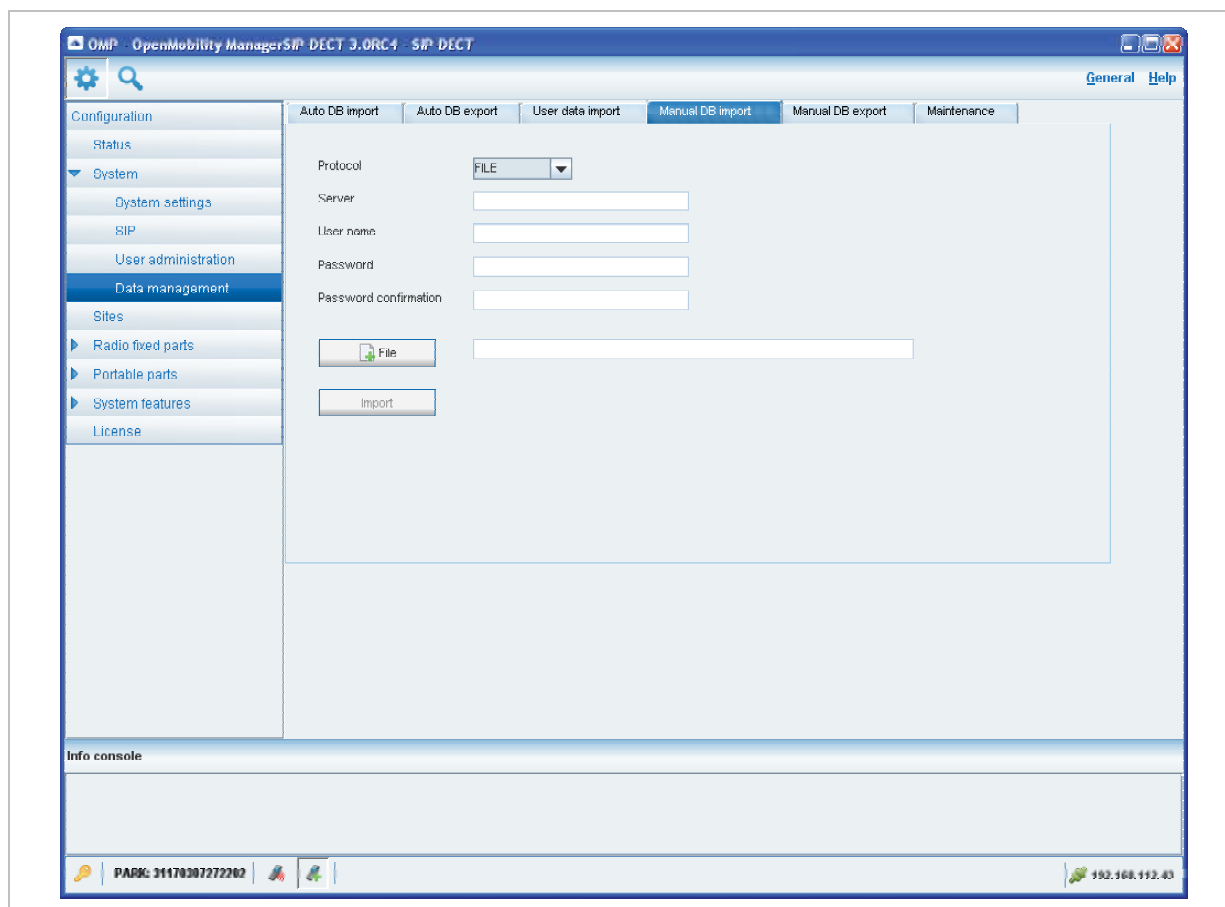 OMP - OpenMobility ManagerSIP DECT 3.0RC4 - SIP DECT
General Help
Configuration
Status
System
System settings
SIP
User administration
Data management
Sites
Radio fixed parts
Portable parts
System features
License
Auto DB import Auto DB export User data import Manual DB import Manual DB export Maintenance
Protocol FILE
Server
User name
Password
Password confirmation
File
Import
Info console
PARK: 31170307272202 192.168.112.43